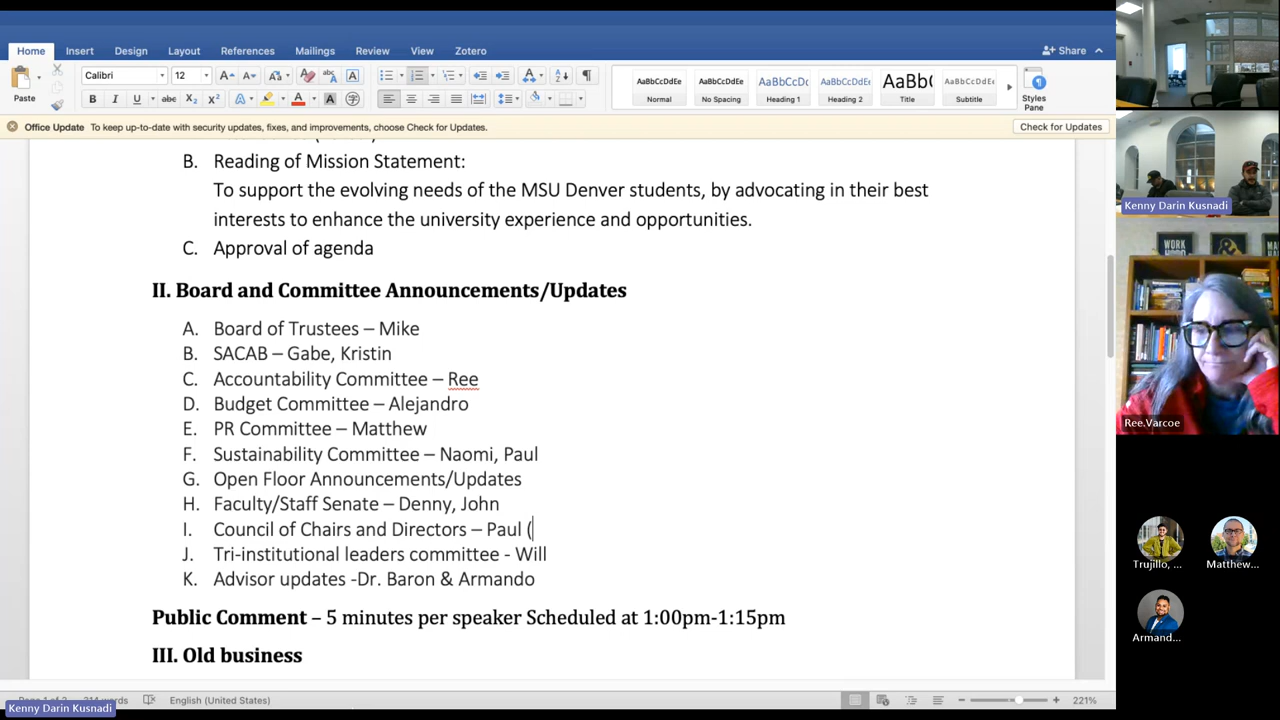 Home Insert Design Layout References Mailings Review View Zotero Share
Paste Calibri 12 AaBbCcDdEe AaBbCcDdEe AaBbCcDc AaBbCcDdEe AaBb( AaBbCcDdEe
Normal No Spacing Heading 1 Heading 2 Title Subtitle Styles Pane
Office Update To keep up-to-date with security updates, fixes, and improvements, choose Check for Updates. Check for Updates
B. Reading of Mission Statement:
To support the evolving needs of the MSU Denver students, by advocating in their best
interests to enhance the university experience and opportunities.
C. Approval of agenda
II. Board and Committee Announcements/Updates
A. Board of Trustees – Mike
B. SACAB – Gabe, Kristin
C. Accountability Committee – Ree
D. Budget Committee – Alejandro
E. PR Committee – Matthew
F. Sustainability Committee – Naomi, Paul
G. Open Floor Announcements/Updates
H. Faculty/Staff Senate – Denny, John
I. Council of Chairs and Directors – Paul (
J. Tri-institutional leaders committee - Will
K. Advisor updates -Dr. Baron & Armando
Public Comment – 5 minutes per speaker Scheduled at 1:00pm-1:15pm
III. Old business
English (United States) 221%
Kenny Darin Kusnadi
Kenny Darin Kusnadi
WORK
Ree.Varcoe
Trujillo, ... Matthew...
Armand...